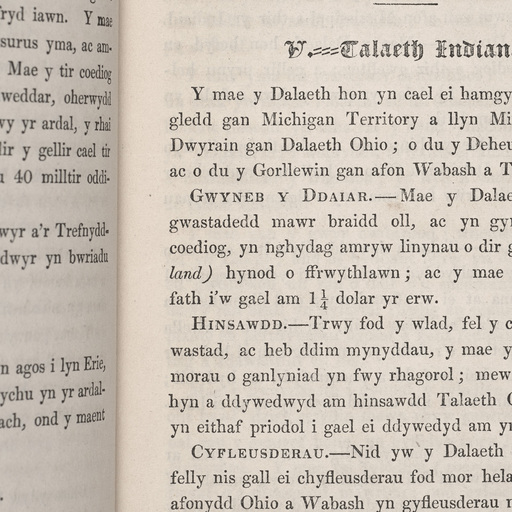 ryd iawn. Y mae
surus yma, ac am-
Mae y tir coediog
weddar, oherwydd
vy yr ardal, y rhai
lir y gellir cael tir
40 milltir oddi-
wyr a'r Trefnydd-
dwyr yn bwriadu
n agos i lyn Erie,
ychu yn yr ardal-
ach, ond y maent
V.==Talaeth Indian
Y mae y Dalaeth hon yn cael ei hamgy
gledd gan Michigan Territory a llyn Mi
Dwyrain gan Dalaeth Ohio; o du y Deheu
ac o du y Gorllewin gan afon Wabash a T
GWYNEB Y DDAIAR.—Mae y Dalae
gwastadedd mawr braidd oll, ac yn gy
coediog, yn nghydag amryw linynau o dir g
land) hynod o ffrwythlawn; ac y mae
fath i'w gael am 1¼ dolar yr erw.
HINSAWDD.—Trwy fod y wlad, fel y c
wastad, ac heb ddim mynyddau, y mae y
morau o ganlyniad yn fwy rhagorol; mew
hyn a ddywedwyd am hinsawdd Talaeth O
yn eithaf priodol i gael ei ddywedyd am y
CYFLEUSDERAU.—Nid yw y Dalaeth
felly nis gall ei chyfleusderau fod mor hela
afonydd Ohio a Wabash yn gyfleusderau